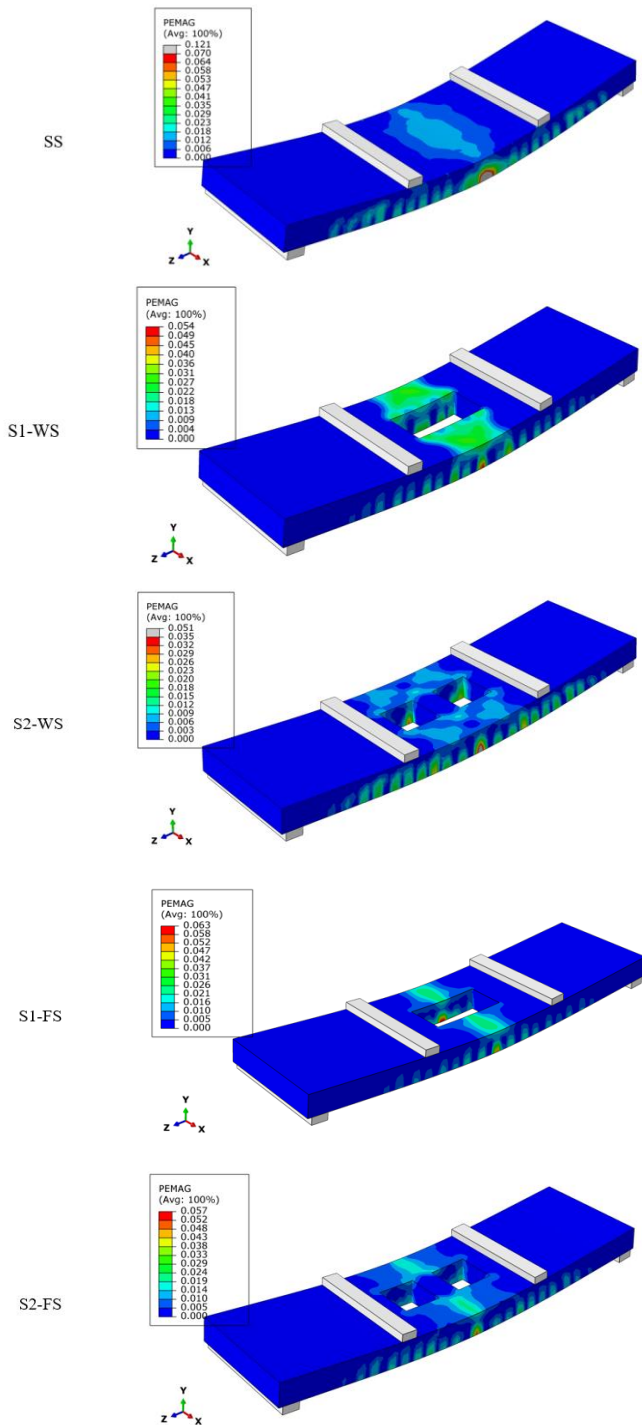 PEMAG
(Avg: 100%)
0.121
0.070
0.064
0.058
0.053
0.047
0.041
0.035
0.029
0.023
0.018
0.012
0.006
0.000
SS
Y
Z X
PEMAG
(Avg: 100%)
0.054
0.049
0.045
0.040
0.036
0.031
0.027
0.022
0.018
0.013
0.009
0.004
0.000
S1-WS
Y
Z X
PEMAG
(Avg: 100%)
0.051
0.035
0.032
0.029
0.026
0.023
0.020
0.018
0.015
0.012
0.009
0.006
0.003
0.000
S2-WS
Y
Z X
PEMAG
(Avg: 100%)
0.063
0.058
0.052
0.047
0.042
0.037
0.031
0.026
0.021
0.016
0.010
0.005
0.000
S1-FS
Y
Z X
PEMAG
(Avg: 100%)
0.057
0.052
0.048
0.043
0.038
0.033
0.029
0.024
0.019
0.014
0.010
0.005
0.000
S2-FS
Y
Z X